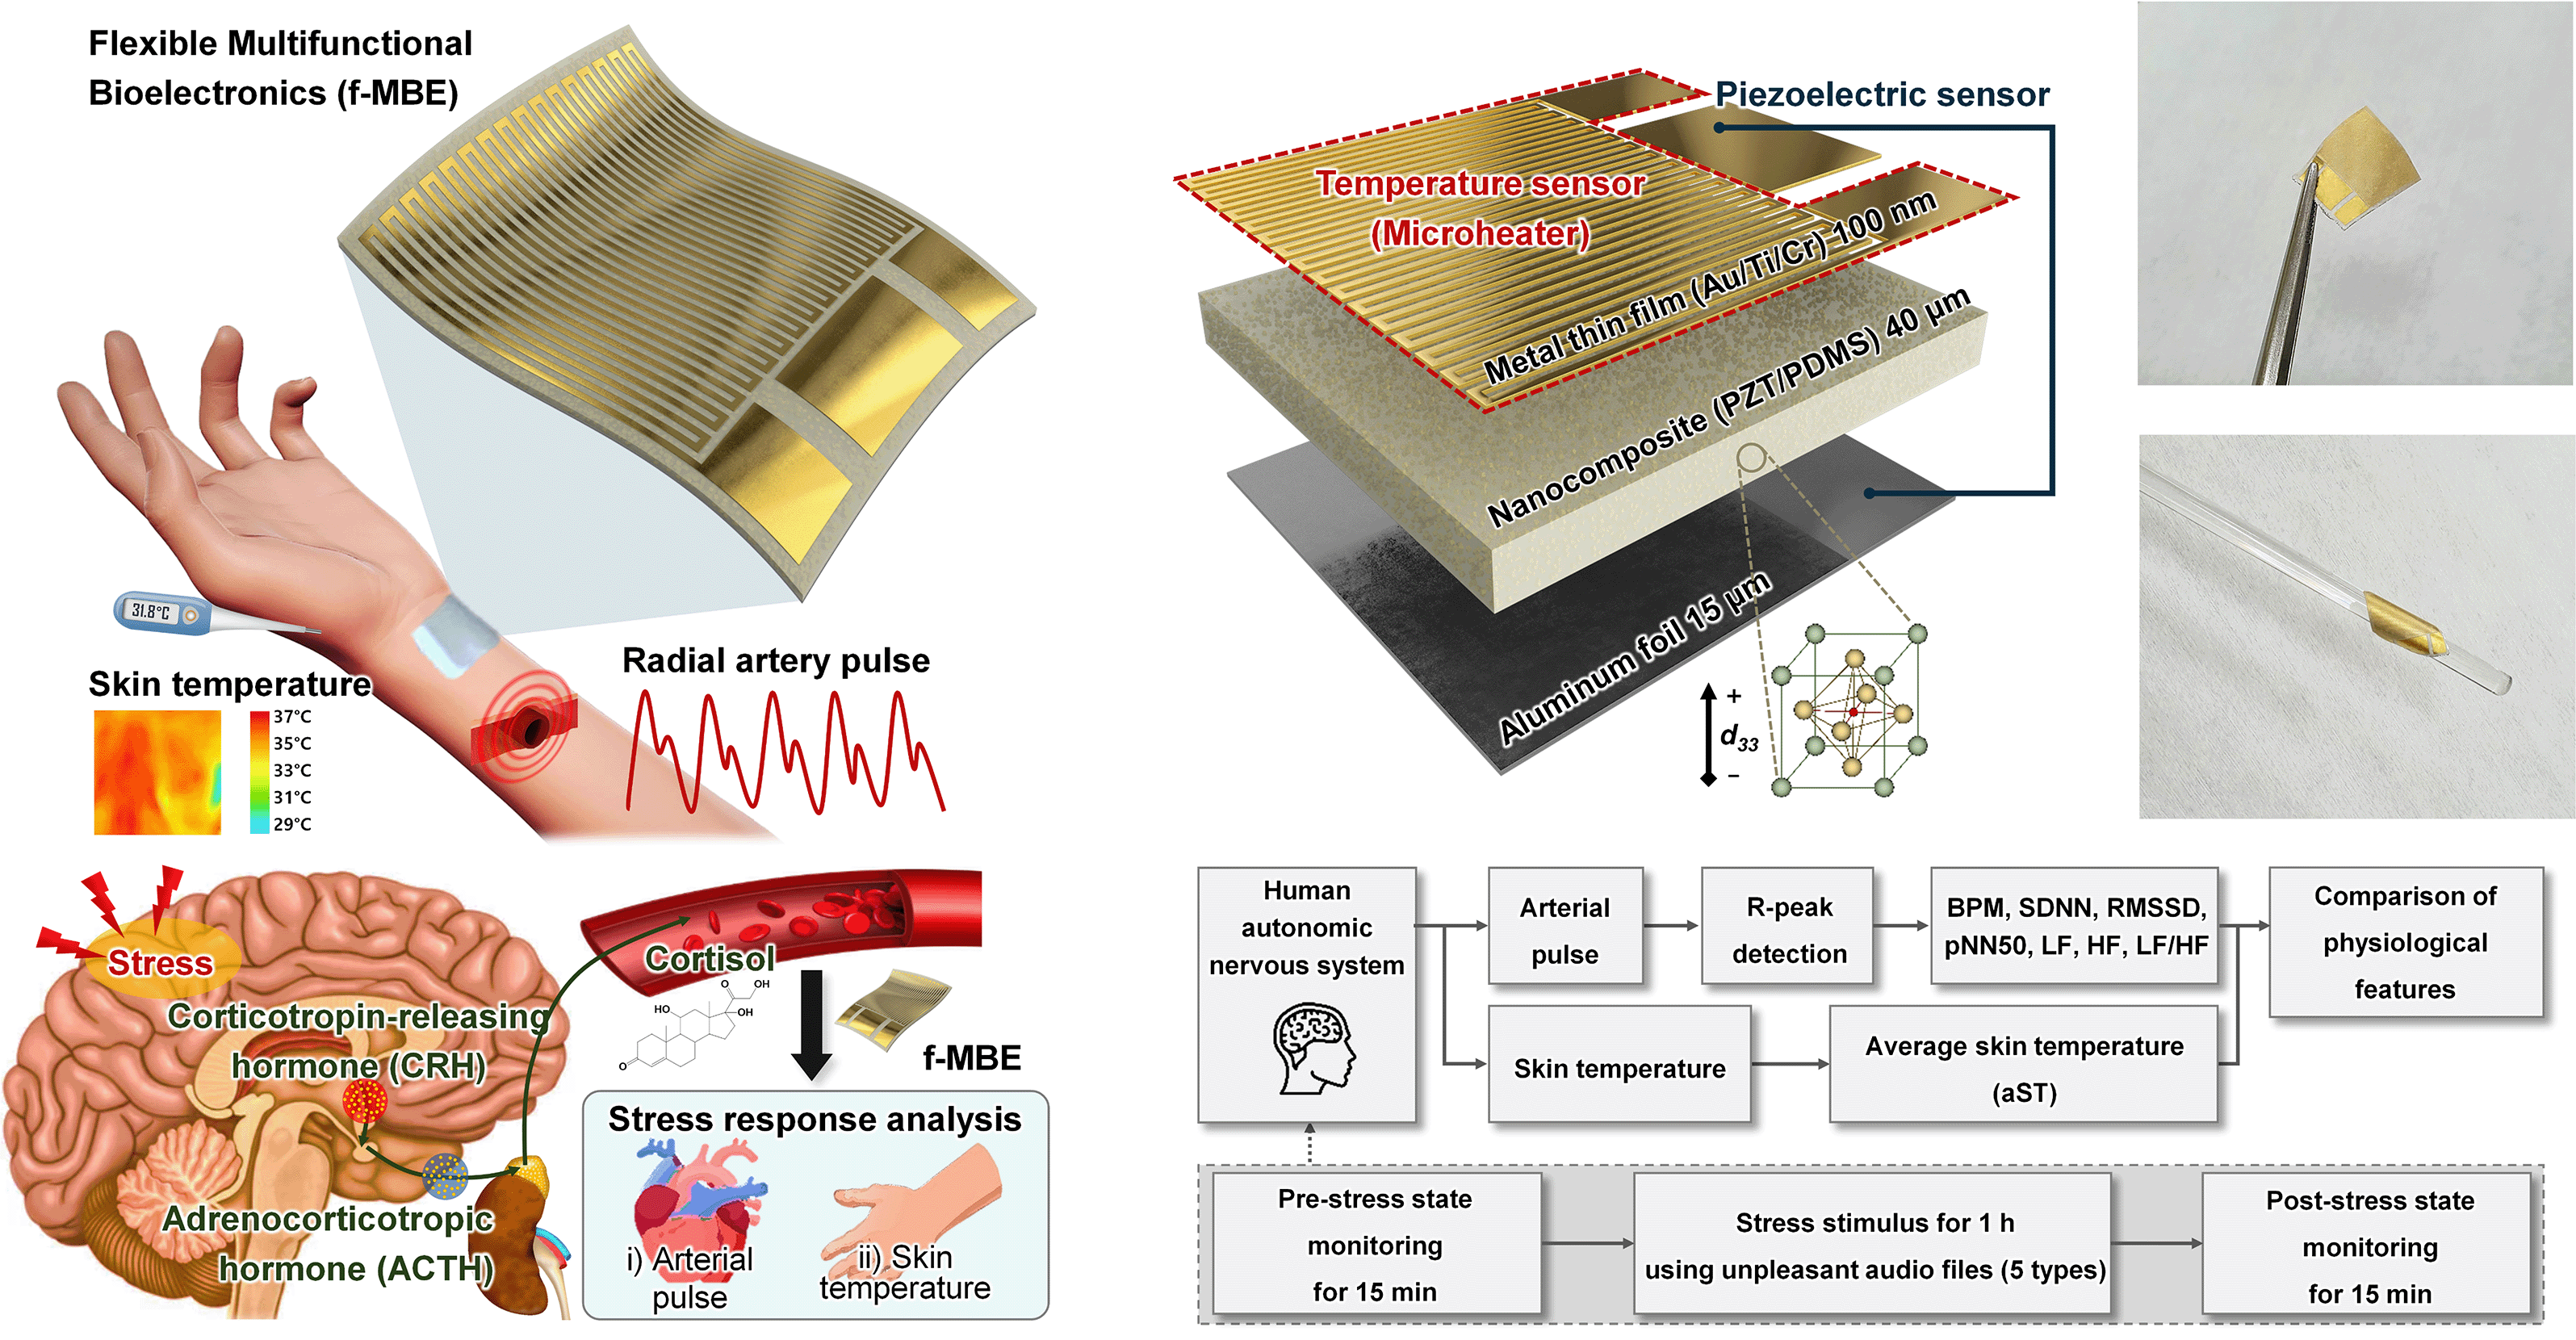 Flexible Multifunctional
Bioelectronics (f-MBE)
31.8°C
Skin temperature
37°C
35°C
33°C
31°C
29°C
Radial artery pulse
Piezoelectric sensor
Temperature sensor
(Microheater)
Metal thin film (Au/Ti/Cr) 100 nm
Nanocomposite (PZT/PDMS) 40 μm
Aluminum foil 15 μm
+
d33
−
Stress
Corticotropin-releasing
hormone (CRH)
Adrenocorticotropic
hormone (ACTH)
Cortisol
O
OH
HO
OH
O
f-MBE
Stress response analysis
i) Arterial
pulse
ii) Skin
temperature
Human
autonomic
nervous system
Arterial
pulse
R-peak
detection
BPM, SDNN, RMSSD,
pNN50, LF, HF, LF/HF
Comparison of
physiological
features
Skin temperature
Average skin temperature
(aST)
Pre-stress state
monitoring
for 15 min
Stress stimulus for 1 h
using unpleasant audio files (5 types)
Post-stress state
monitoring
for 15 min